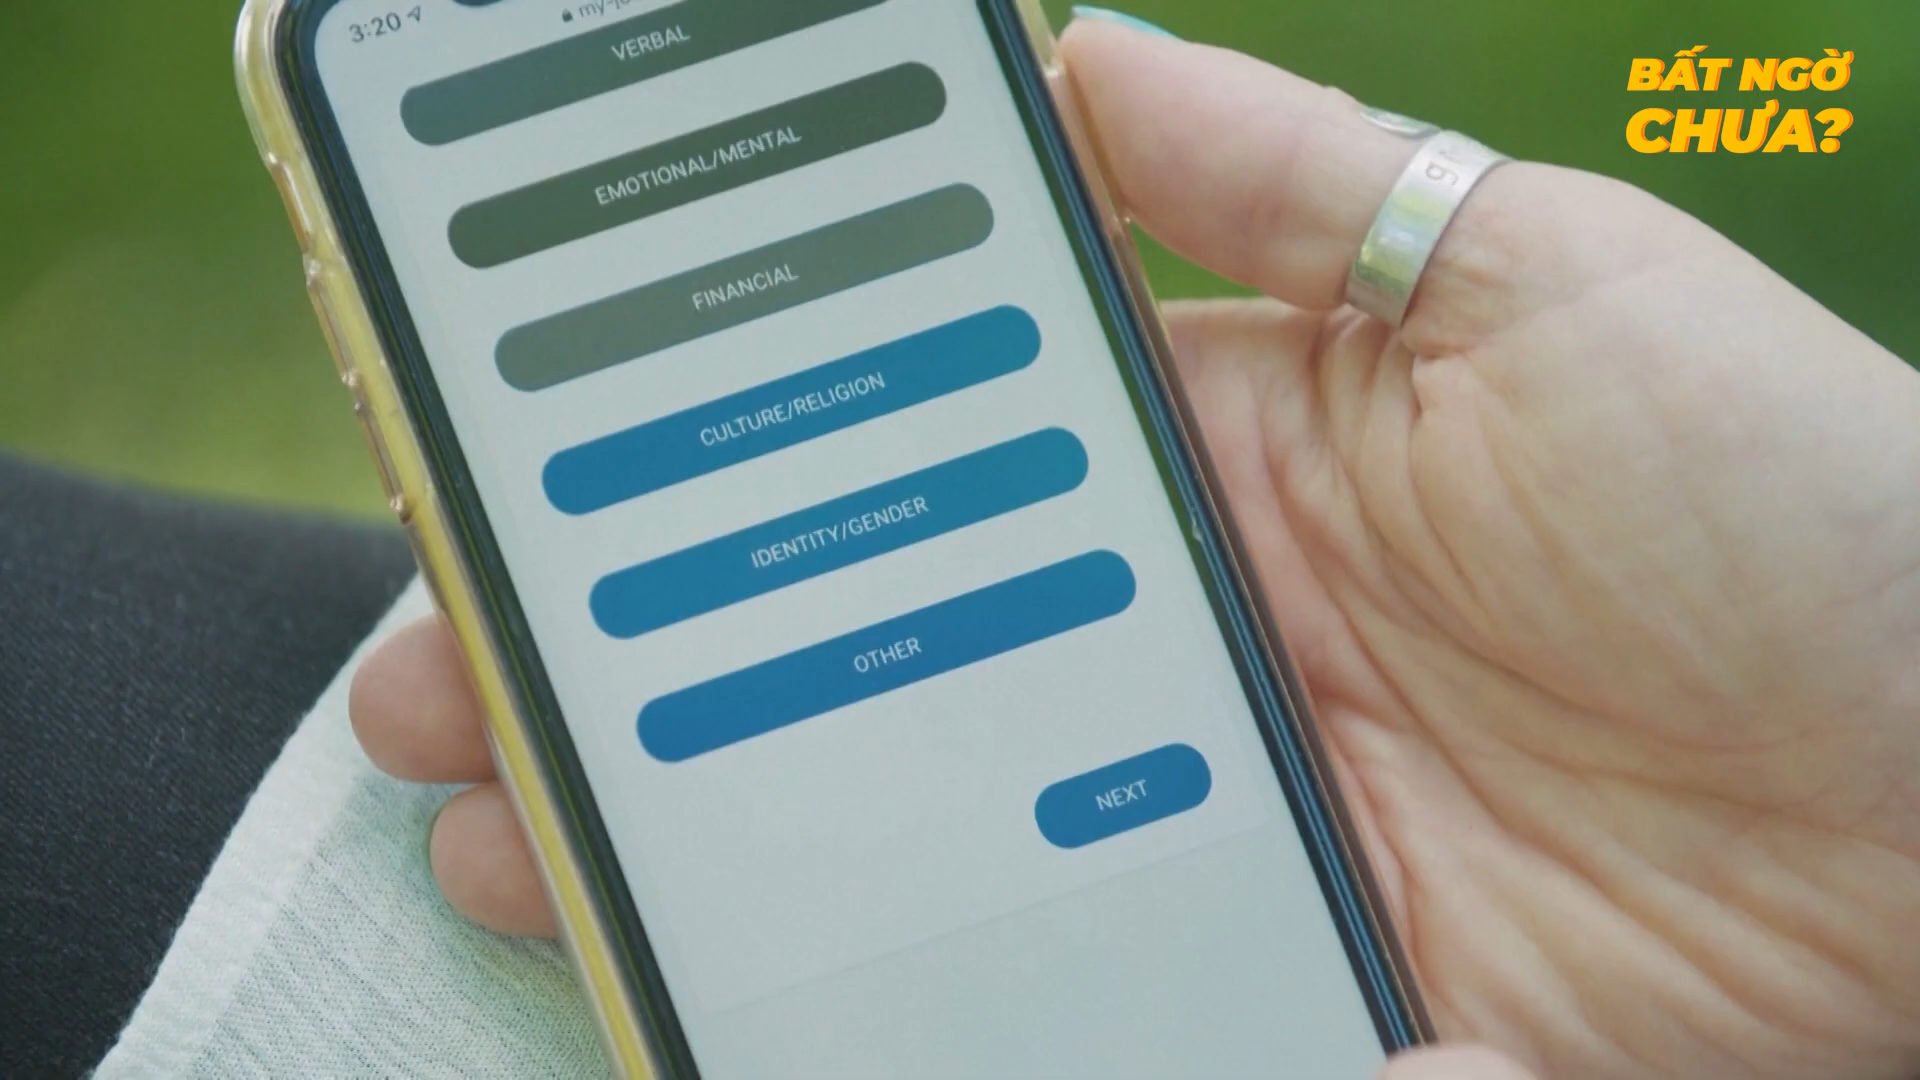 3:20
VERBAL
EMOTIONAL/MENTAL
FINANCIAL
CULTURE/RELIGION
IDENTITY/GENDER
OTHER
NEXT
BẤT NGỜ
CHƯA?